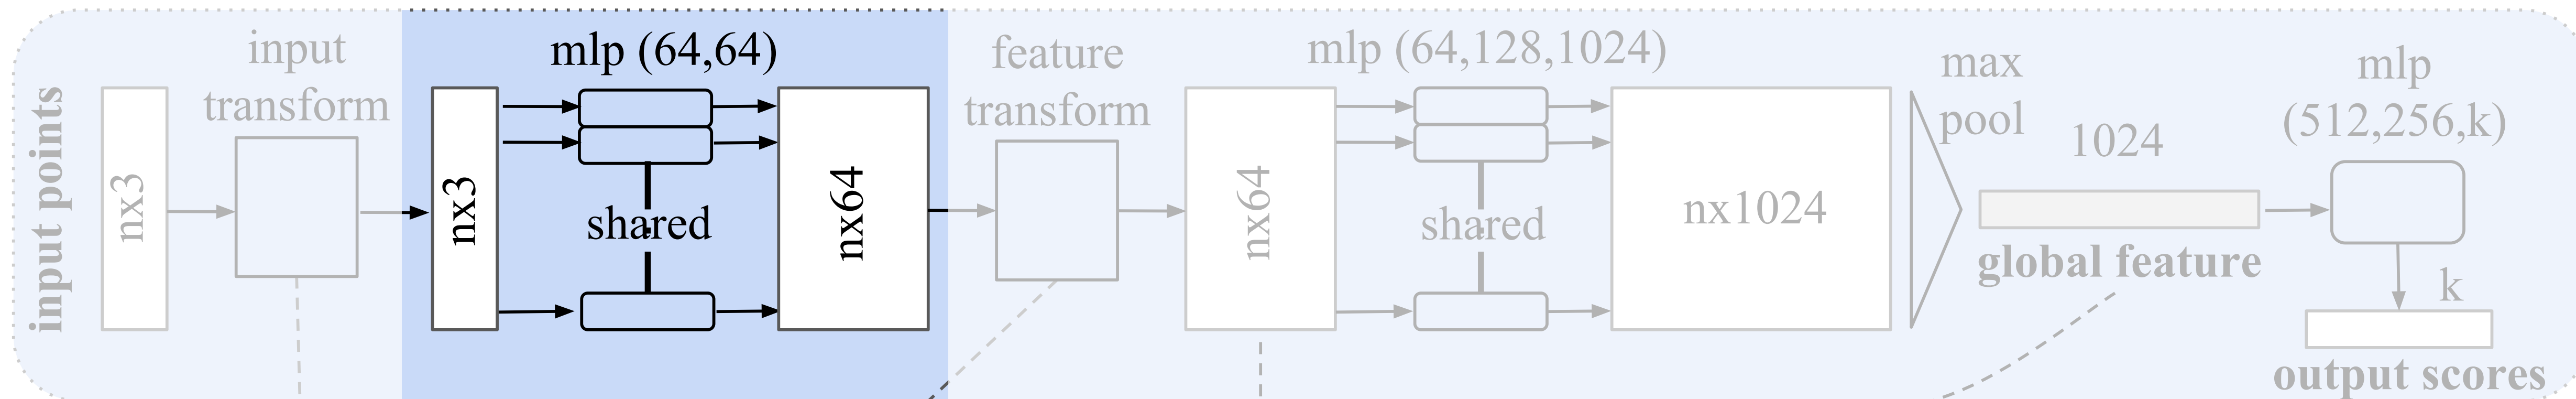 input points
nx3
input
transform
mlp (64,64)
nx3
shared
nx64
feature
transform
mlp (64,128,1024)
nx64
shared
nx1024
max
pool
1024
global feature
mlp
(512,256,k)
k
output scores